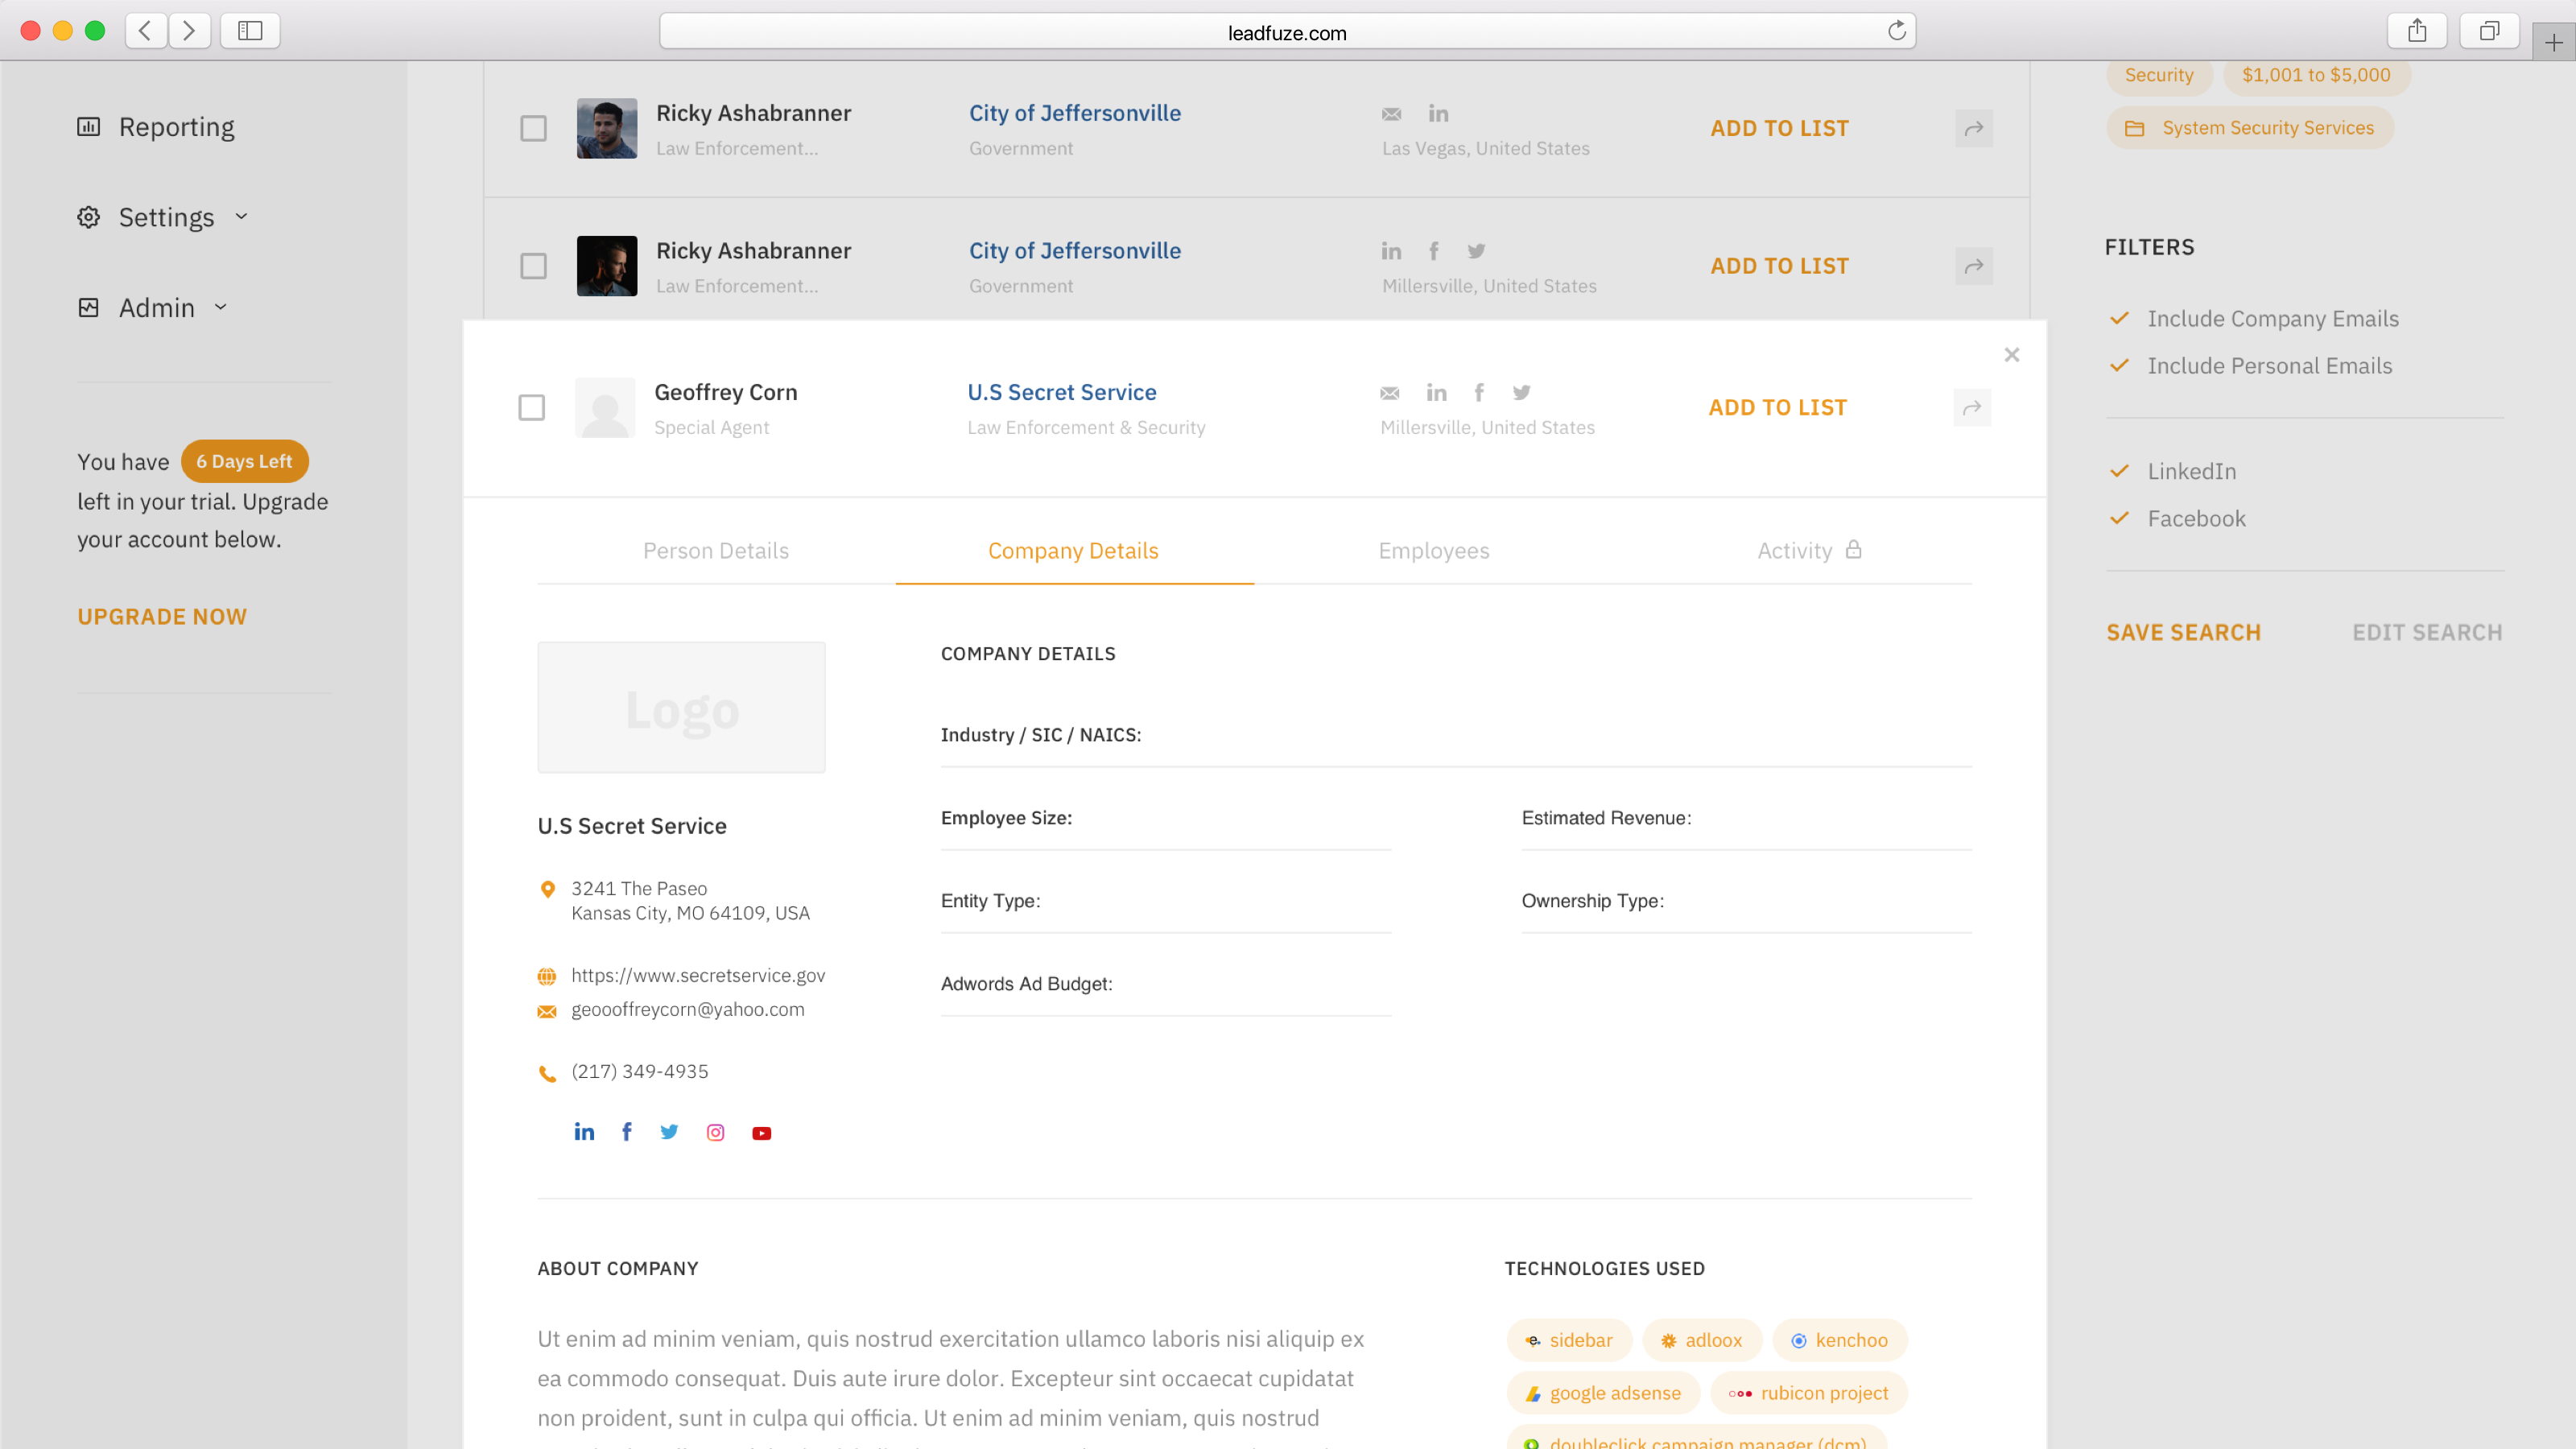 leadfuze.com
Reporting
Settings
Admin
You have 6 Days Left
left in your trial. Upgrade
your account below.
UPGRADE NOW
Ricky Ashabranner
Law Enforcement...
City of Jeffersonville
Government
Las Vegas, United States
ADD TO LIST
Ricky Ashabranner
Law Enforcement...
City of Jeffersonville
Government
Millersville, United States
ADD TO LIST
Geoffrey Corn
Special Agent
U.S Secret Service
Law Enforcement & Security
Millersville, United States
ADD TO LIST
Person Details
Company Details
Employees
Activity
Logo
U.S Secret Service
3241 The Paseo
Kansas City, MO 64109, USA
https://www.secretservice.gov
geoooffreycorn@yahoo.com
(217) 349-4935
COMPANY DETAILS
Industry / SIC / NAICS:
Employee Size:
Estimated Revenue:
Entity Type:
Ownership Type:
Adwords Ad Budget:
ABOUT COMPANY
Ut enim ad minim veniam, quis nostrud exercitation ullamco laboris nisi aliquip ex
ea commodo consequat. Duis aute irure dolor. Excepteur sint occaecat cupidatat
non proident, sunt in culpa qui officia. Ut enim ad minim veniam, quis nostrud
TECHNOLOGIES USED
sidebar
adloox
kenchoo
google adsense
rubicon project
doubleclick campaign manager (dcm)
Security
$1,001 to $5,000
System Security Services
FILTERS
Include Company Emails
Include Personal Emails
LinkedIn
Facebook
SAVE SEARCH
EDIT SEARCH